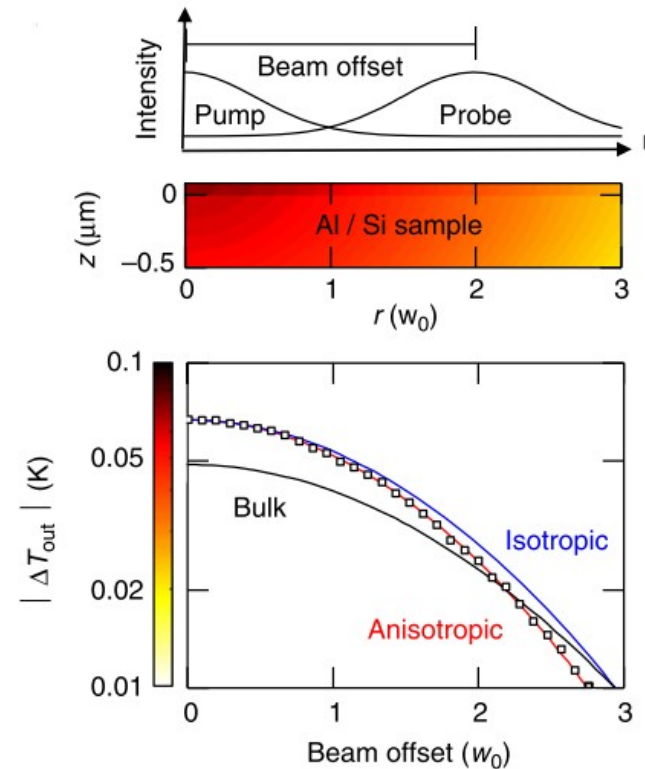 Intensity
Beam offset
Pump
Probe
z (μm)
0
−0.5
Al / Si sample
0 1 2 3
r (w₀)
| ΔT_out | (K)
0.1
0.05
0.02
0.01
Bulk
Isotropic
Anisotropic
0 1 2 3
Beam offset (w₀)